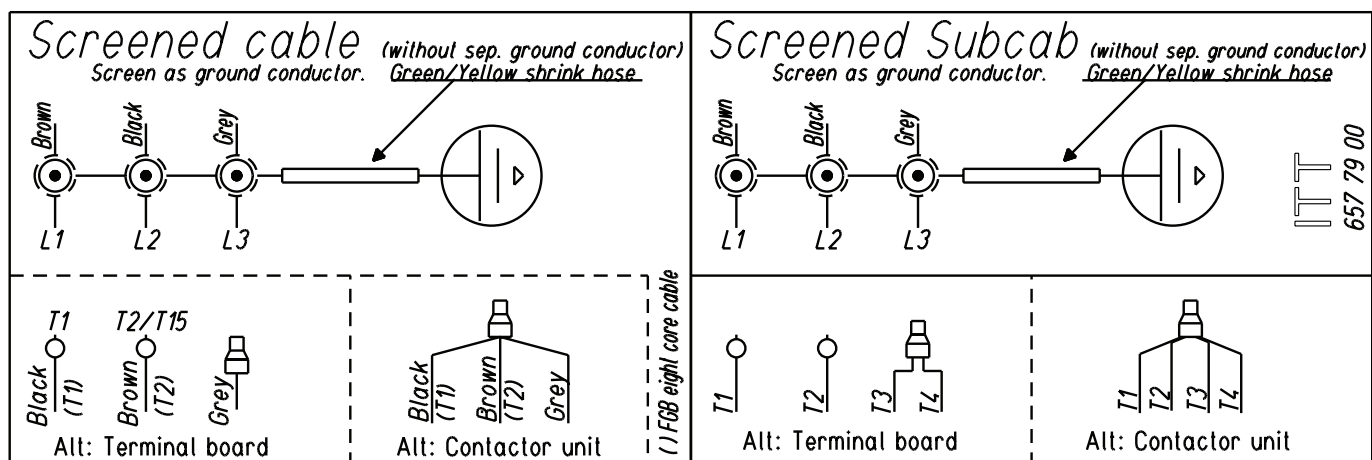 Screened cable (without sep. ground conductor)
Screen as ground conductor. Green/Yellow shrink hose
Brown
Black
Grey
L1 L2 L3
T1 T2/T15
Black
(T1)
Brown
(T2)
Grey
Alt: Terminal board
Black
(T1)
Brown
(T2)
Grey
Alt: Contactor unit
( ) FGB eight core cable
Screened Subcab (without sep. ground conductor)
Screen as ground conductor. Green/Yellow shrink hose
Brown
Black
Grey
L1 L2 L3
ITT
657 79 00
T1 T2 T3 T4
Alt: Terminal board
T1 T2 T3 T4
Alt: Contactor unit